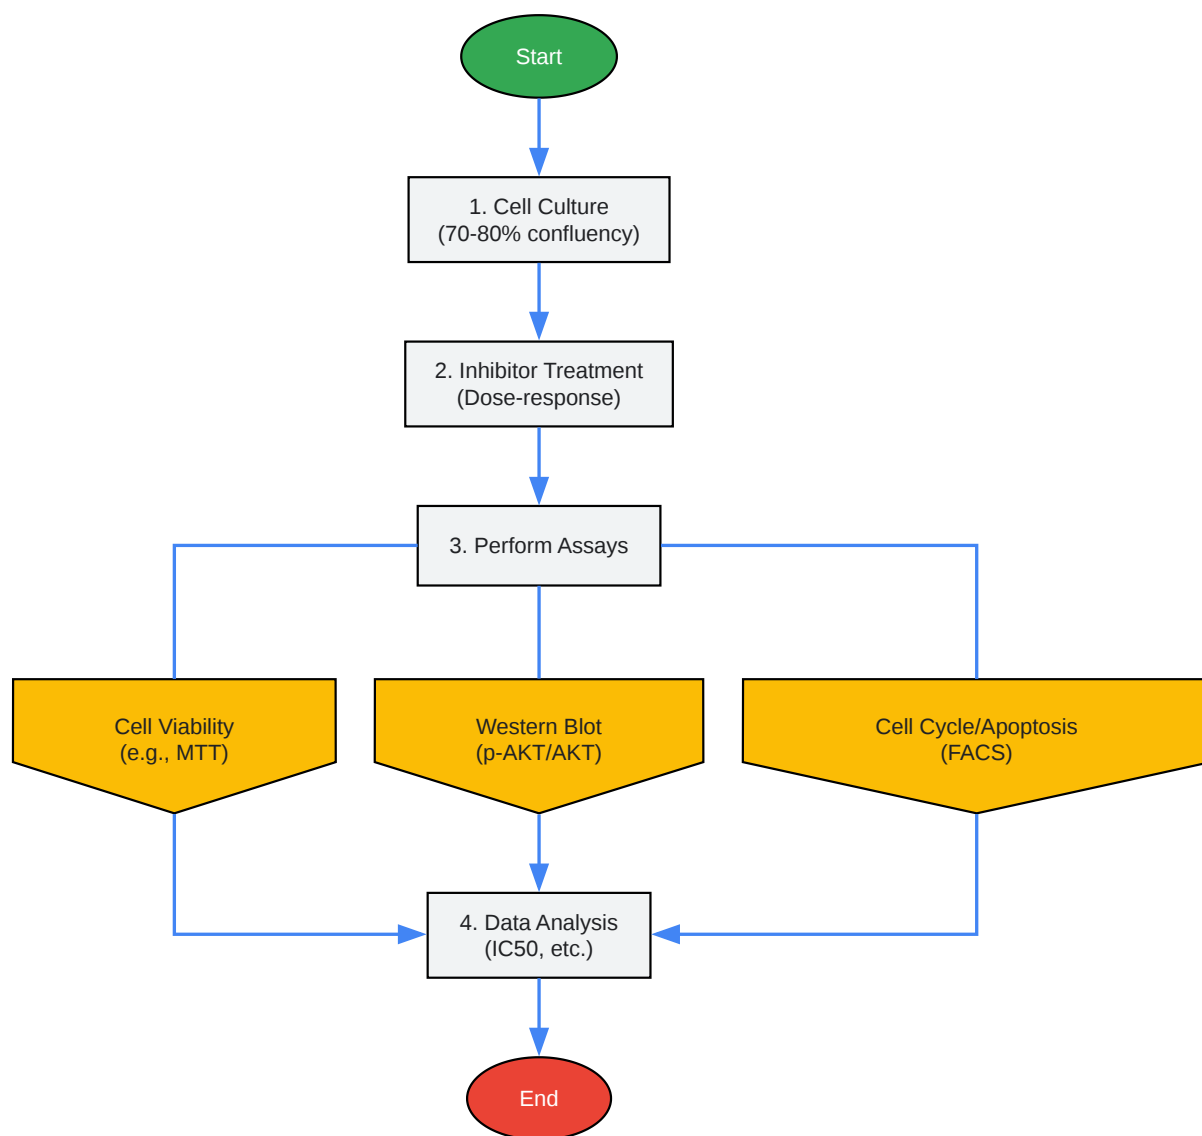 Start
1. Cell Culture
(70-80% confluency)
2. Inhibitor Treatment
(Dose-response)
3. Perform Assays
Cell Viability
(e.g., MTT)
Western Blot
(p-AKT/AKT)
Cell Cycle/Apoptosis
(FACS)
4. Data Analysis
(IC50, etc.)
End